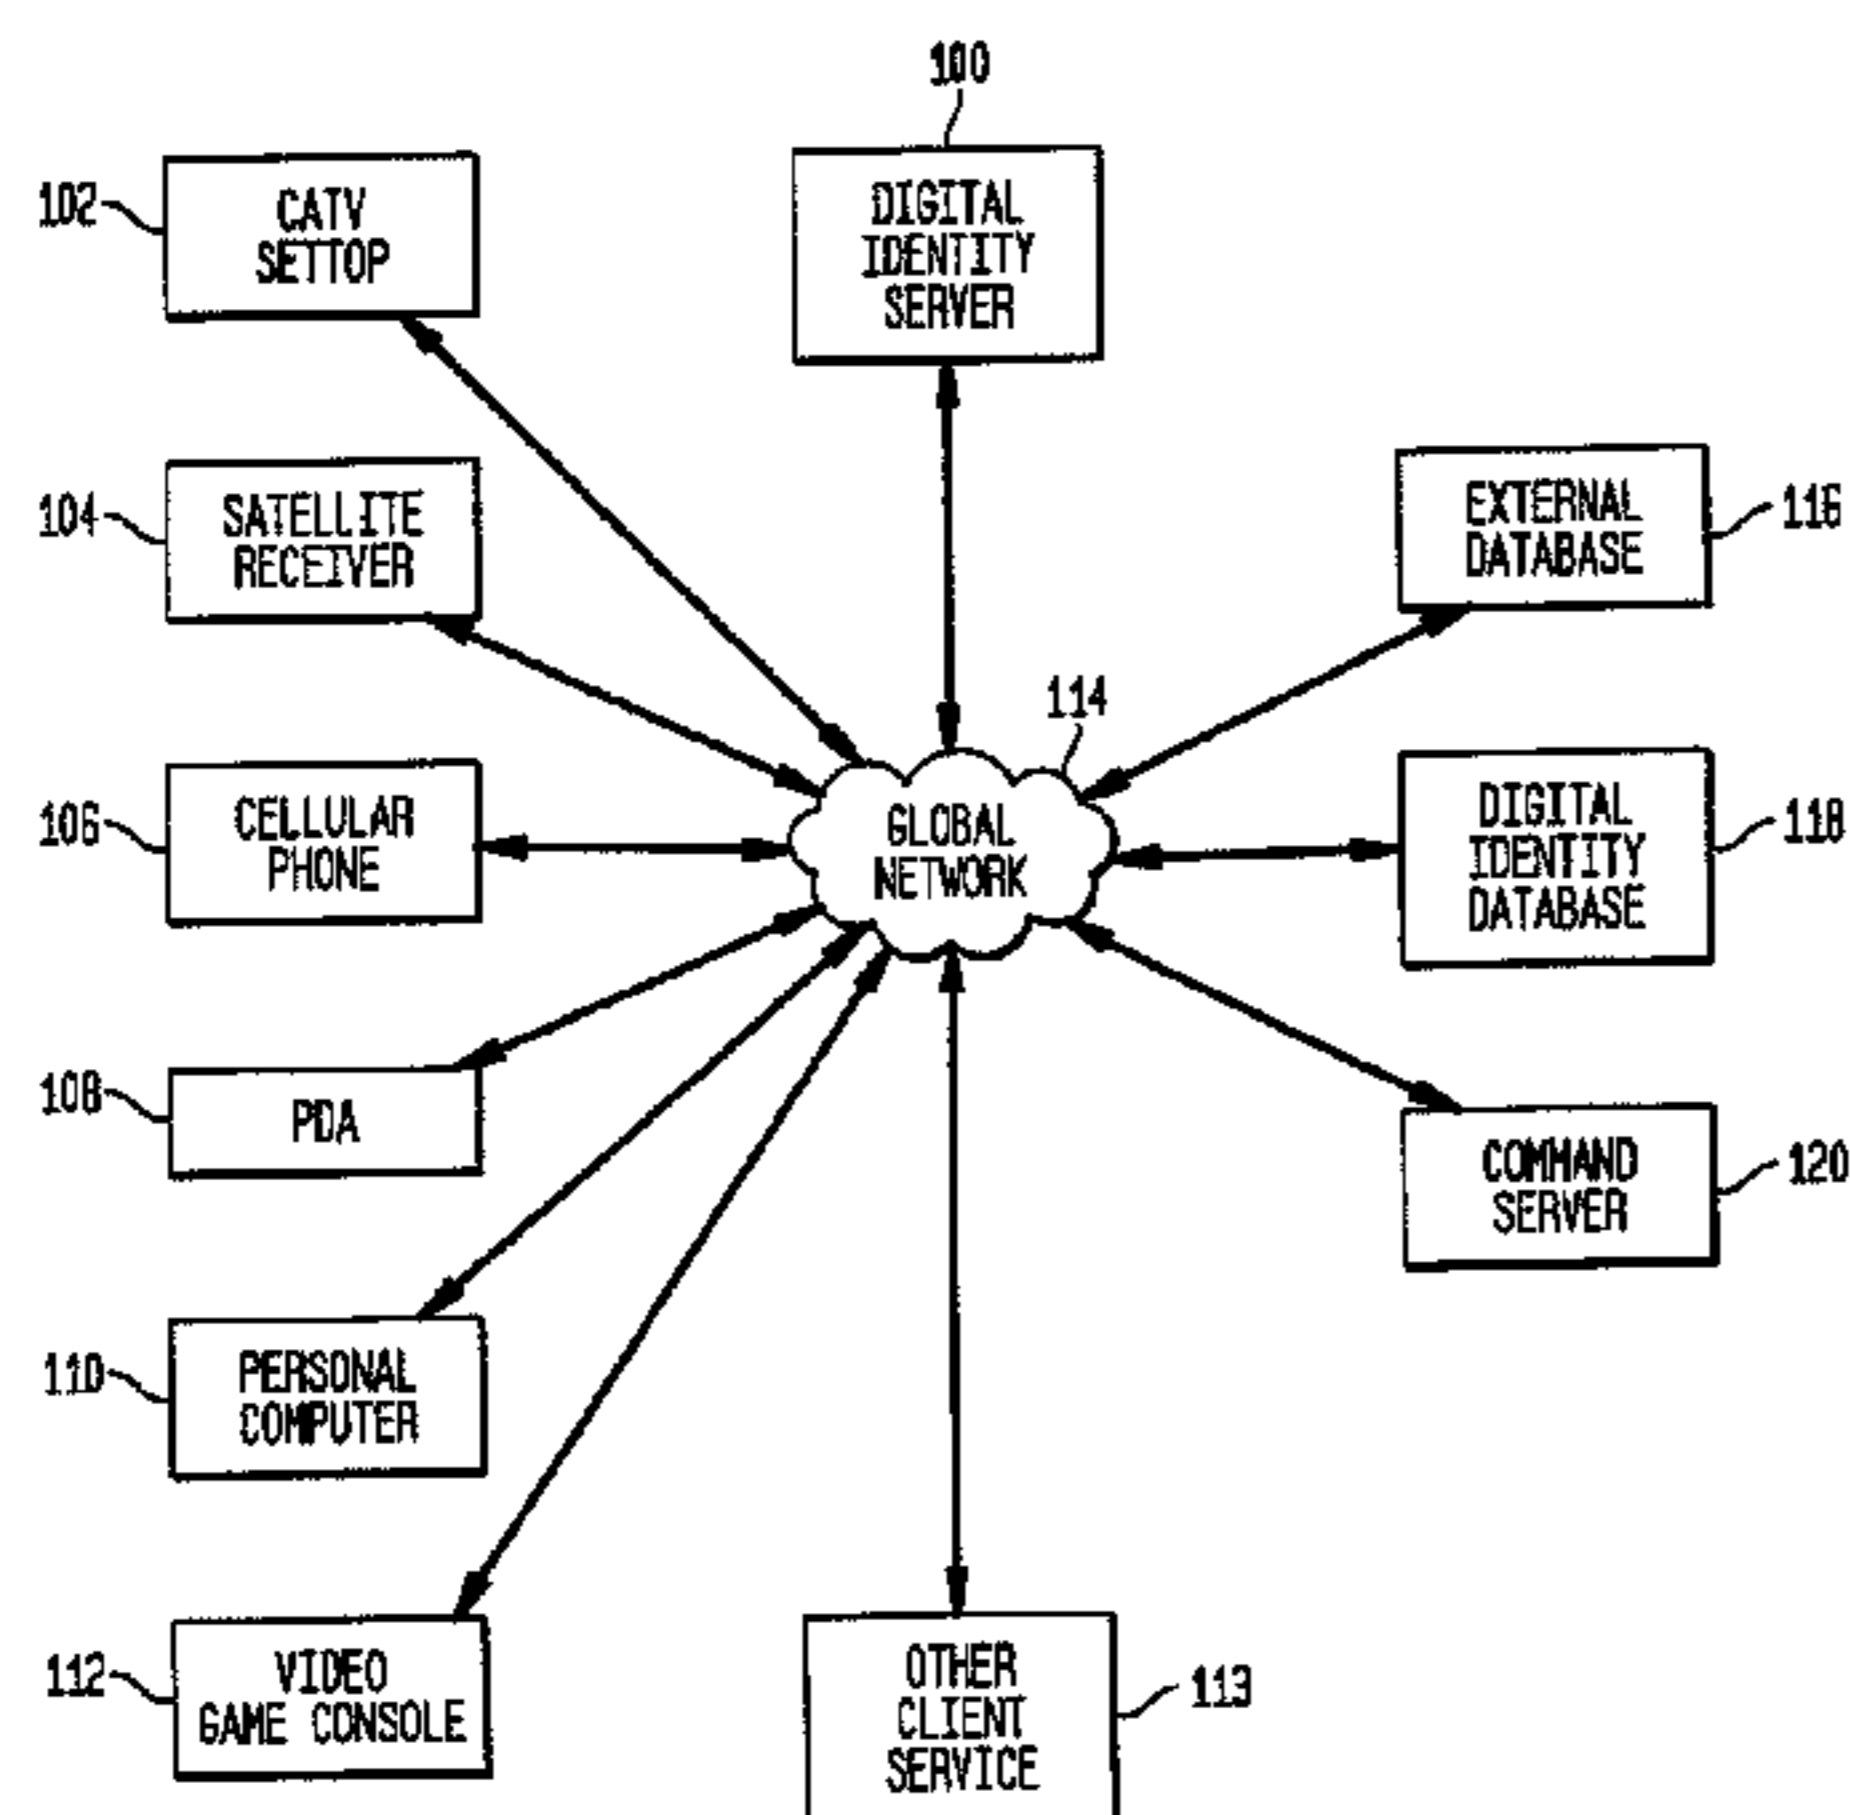 100
102
CATV
SETTOP
DIGITAL
IDENTITY
SERVER
104
SATELLITE
RECEIVER
EXTERNAL
DATABASE
116
114
106
CELLULAR
PHONE
GLOBAL
NETWORK
DIGITAL
IDENTITY
DATABASE
118
108
PDA
COMMAND
SERVER
120
110
PERSONAL
COMPUTER
112
VIDEO
GAME CONSOLE
OTHER
CLIENT
SERVICE
113